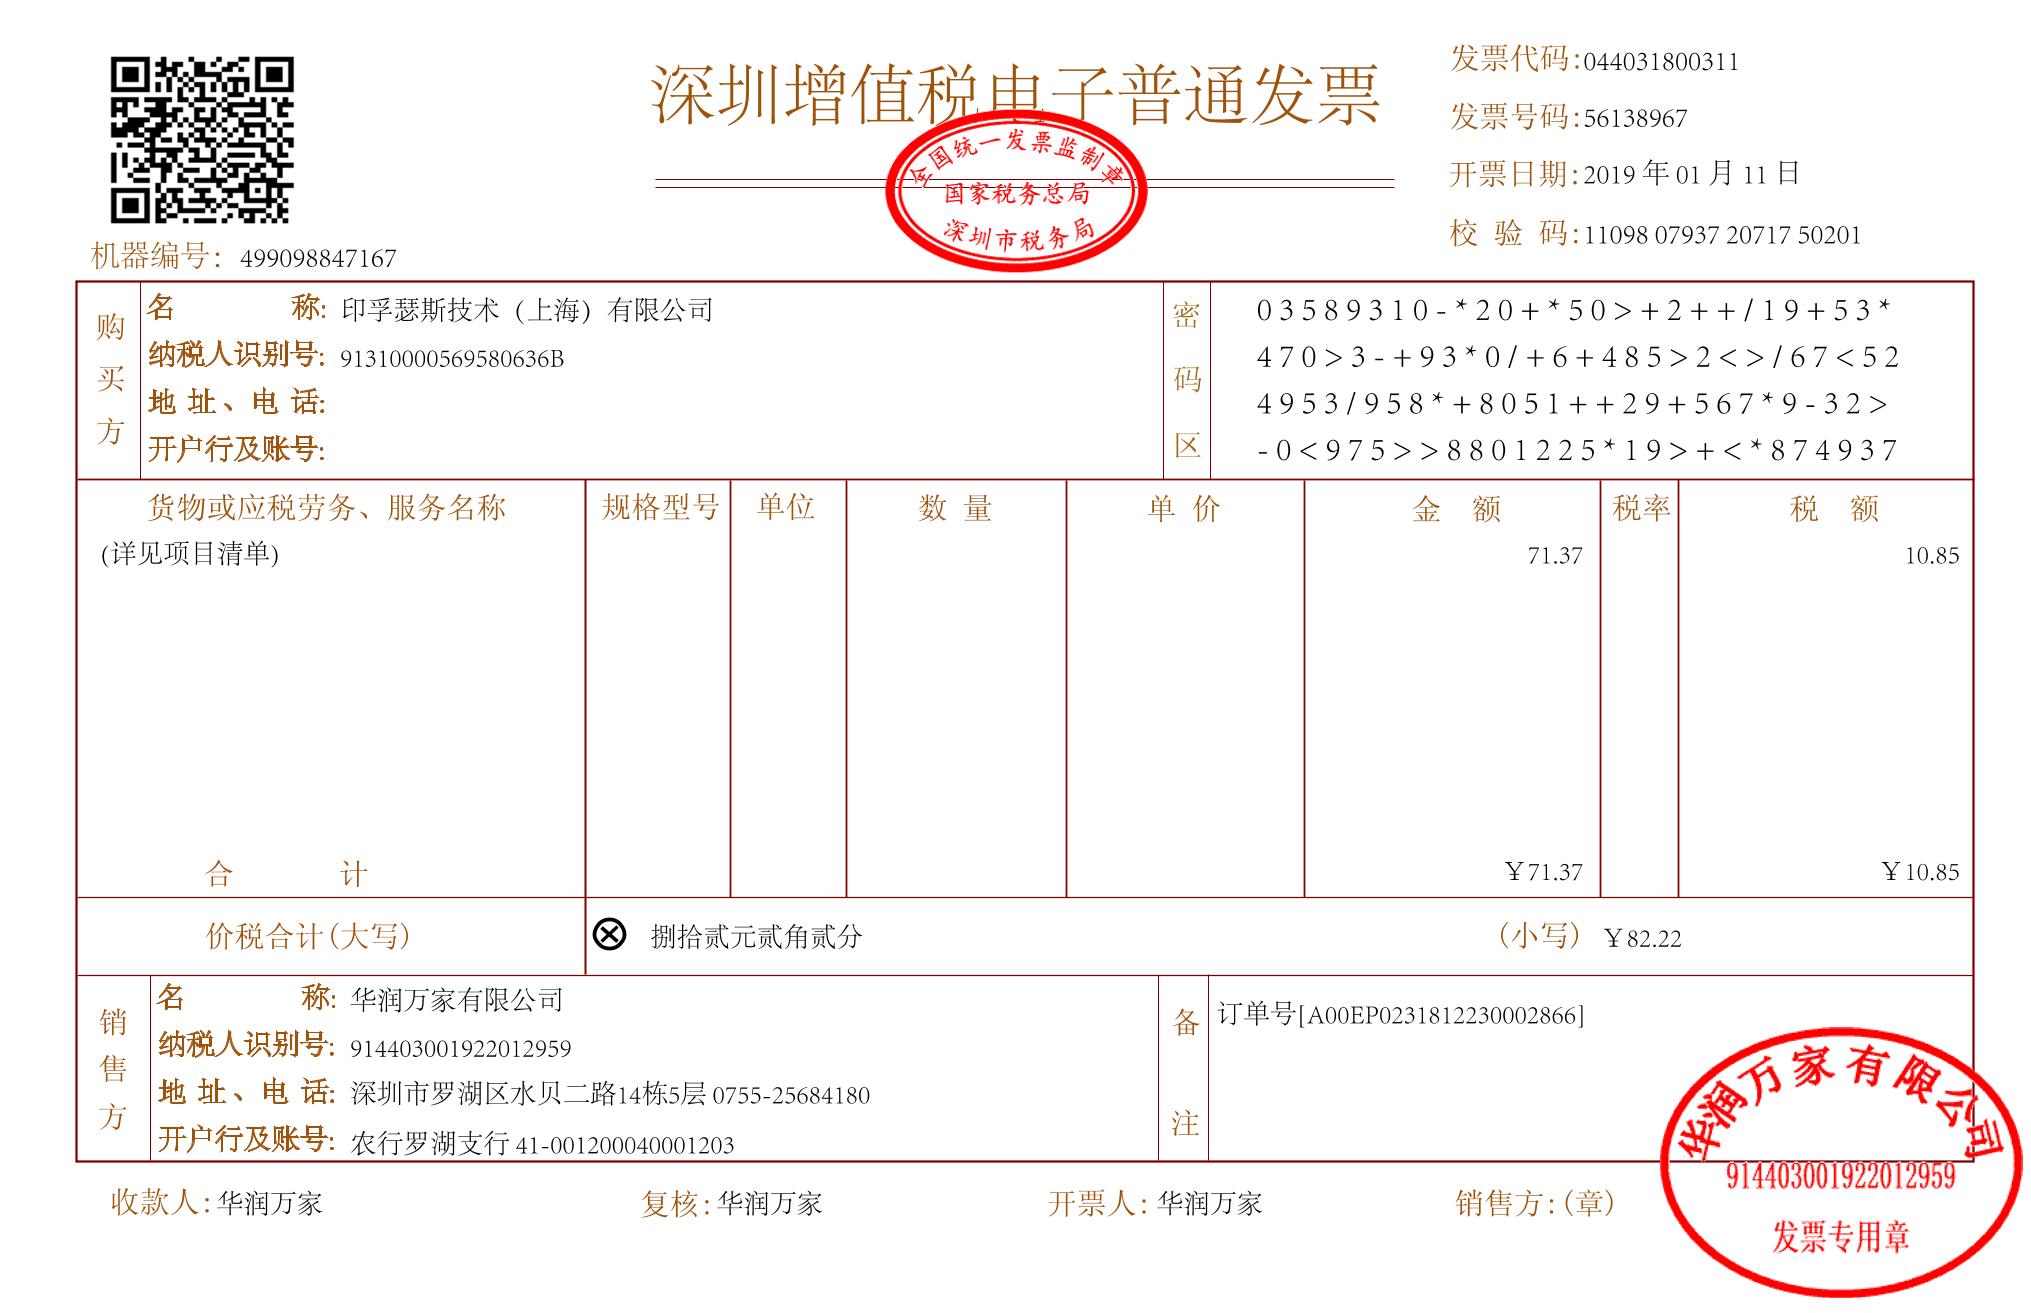 深圳增值税电子普通发票
全国统一发票监制章
国家税务总局
深圳市税务局
发票代码:044031800311
发票号码:56138967
开票日期:2019 年 01 月 11 日
校 验 码:11098 07937 20717 50201
机器编号: 499098847167
购买方
名 称: 印孚瑟斯技术（上海）有限公司
纳税人识别号: 91310000569580636B
地 址、电 话:
开户行及账号:
密码区
03589310-*20+*50>+2++/19+53*
470>3-+93*0/+6+485>2<>/67<52
4953/958*+8051++29+567*9-32>
-0<975>>8801225*19>+<*874937
货物或应税劳务、服务名称 规格型号 单位 数 量 单 价 金 额 税率 税 额
(详见项目清单) 71.37 10.85
合 计 ￥71.37 ￥10.85
价税合计(大写) 捌拾贰元贰角贰分 (小写) ￥82.22
销售方
名 称: 华润万家有限公司
纳税人识别号: 914403001922012959
地 址、电 话: 深圳市罗湖区水贝二路14栋5层 0755-25684180
开户行及账号: 农行罗湖支行 41-001200040001203
备注
订单号[A00EP0231812230002866]
收款人:华润万家 复核:华润万家 开票人: 华润万家 销售方:(章)
华润万家有限公司
914403001922012959
发票专用章